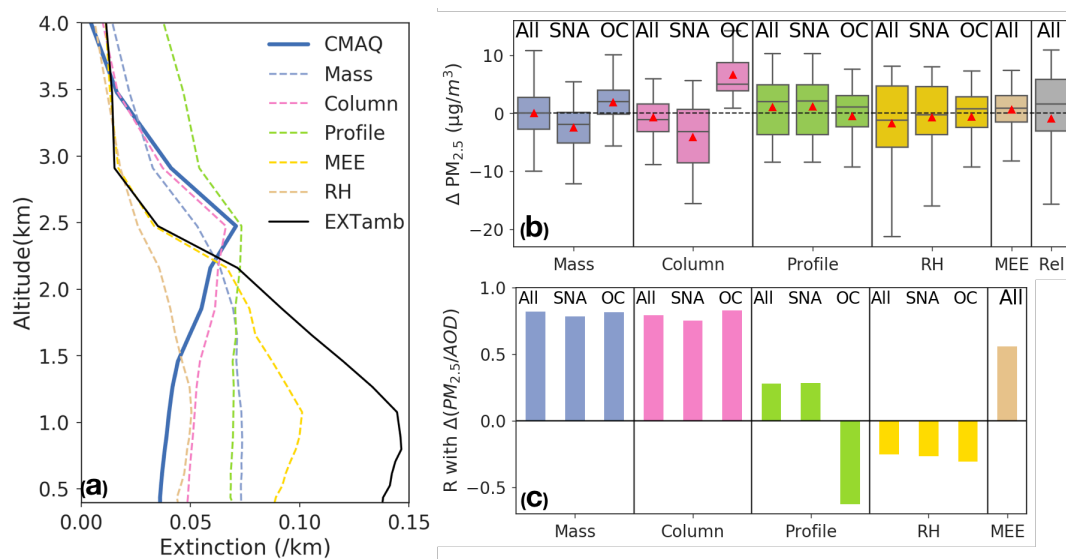 4.0
3.5
3.0
2.5
2.0
1.5
1.0
0.5
Altitude(km)
CMAQ
Mass
Column
Profile
MEE
RH
EXTamb
(a)
0.00 0.05 0.10 0.15
Extinction (/km)
All SNA OC All SNA OC All SNA OC All SNA OC All All
10
0
−10
−20
Δ PM2.5 (μg/m³)
(b)
Mass Column Profile RH MEE Rel
1.0
0.5
0.0
−0.5
R with Δ(PM2.5/AOD)
All SNA OC All SNA OC All SNA OC All SNA OC All
(c)
Mass Column Profile RH MEE